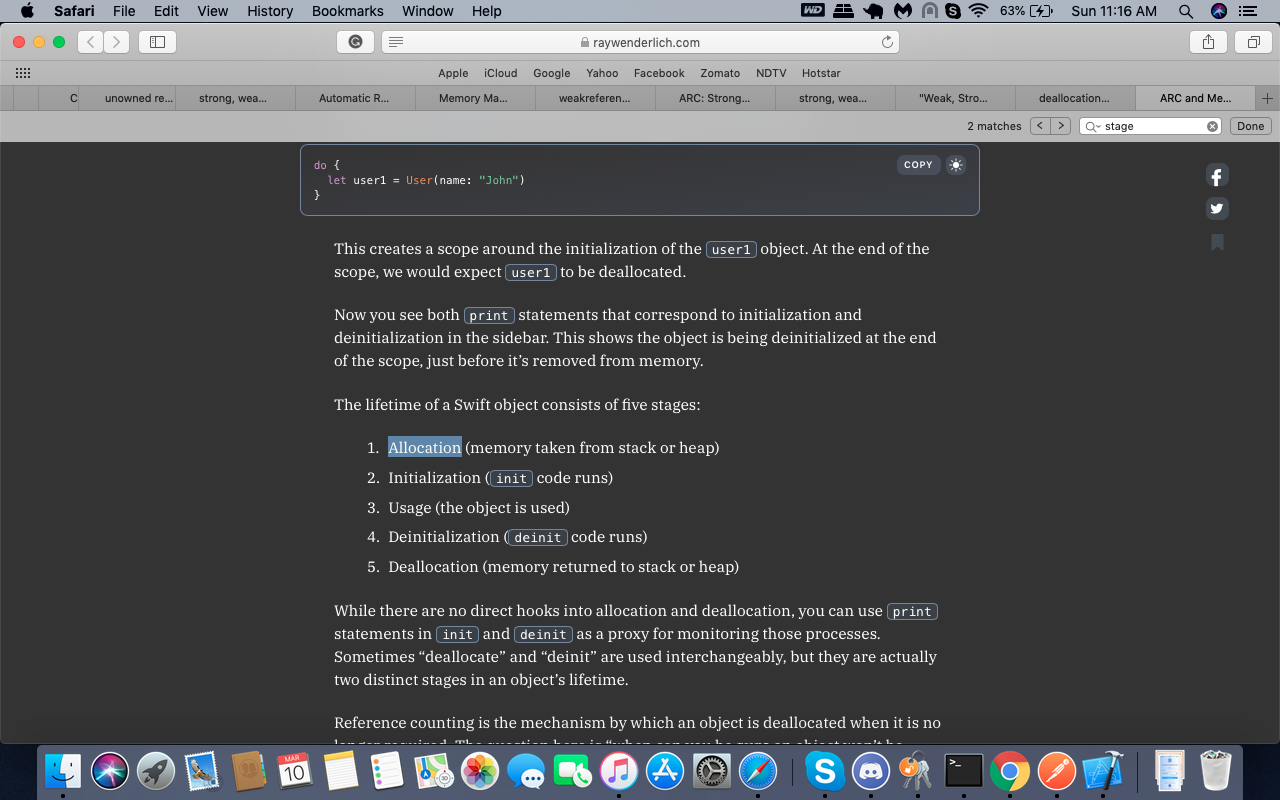 Safari File Edit View History Bookmarks Window Help WD 63% Sun 11:16 AM
raywenderlich.com
Apple iCloud Google Yahoo Facebook Zomato NDTV Hotstar
C unowned re... strong, wea... Automatic R... Memory Ma... weakreferen... ARC: Strong... strong, wea... "Weak, Stro... deallocation... ARC and Me...
2 matches stage Done
do {
COPY
let user1 = User(name: "John")
}
This creates a scope around the initialization of the user1 object. At the end of the
scope, we would expect user1 to be deallocated.
Now you see both print statements that correspond to initialization and
deinitialization in the sidebar. This shows the object is being deinitialized at the end
of the scope, just before it’s removed from memory.
The lifetime of a Swift object consists of five stages:
1. Allocation (memory taken from stack or heap)
2. Initialization (init code runs)
3. Usage (the object is used)
4. Deinitialization (deinit code runs)
5. Deallocation (memory returned to stack or heap)
While there are no direct hooks into allocation and deallocation, you can use print
statements in init and deinit as a proxy for monitoring those processes.
Sometimes “deallocate” and “deinit” are used interchangeably, but they are actually
two distinct stages in an object’s lifetime.
Reference counting is the mechanism by which an object is deallocated when it is no
MAR
10